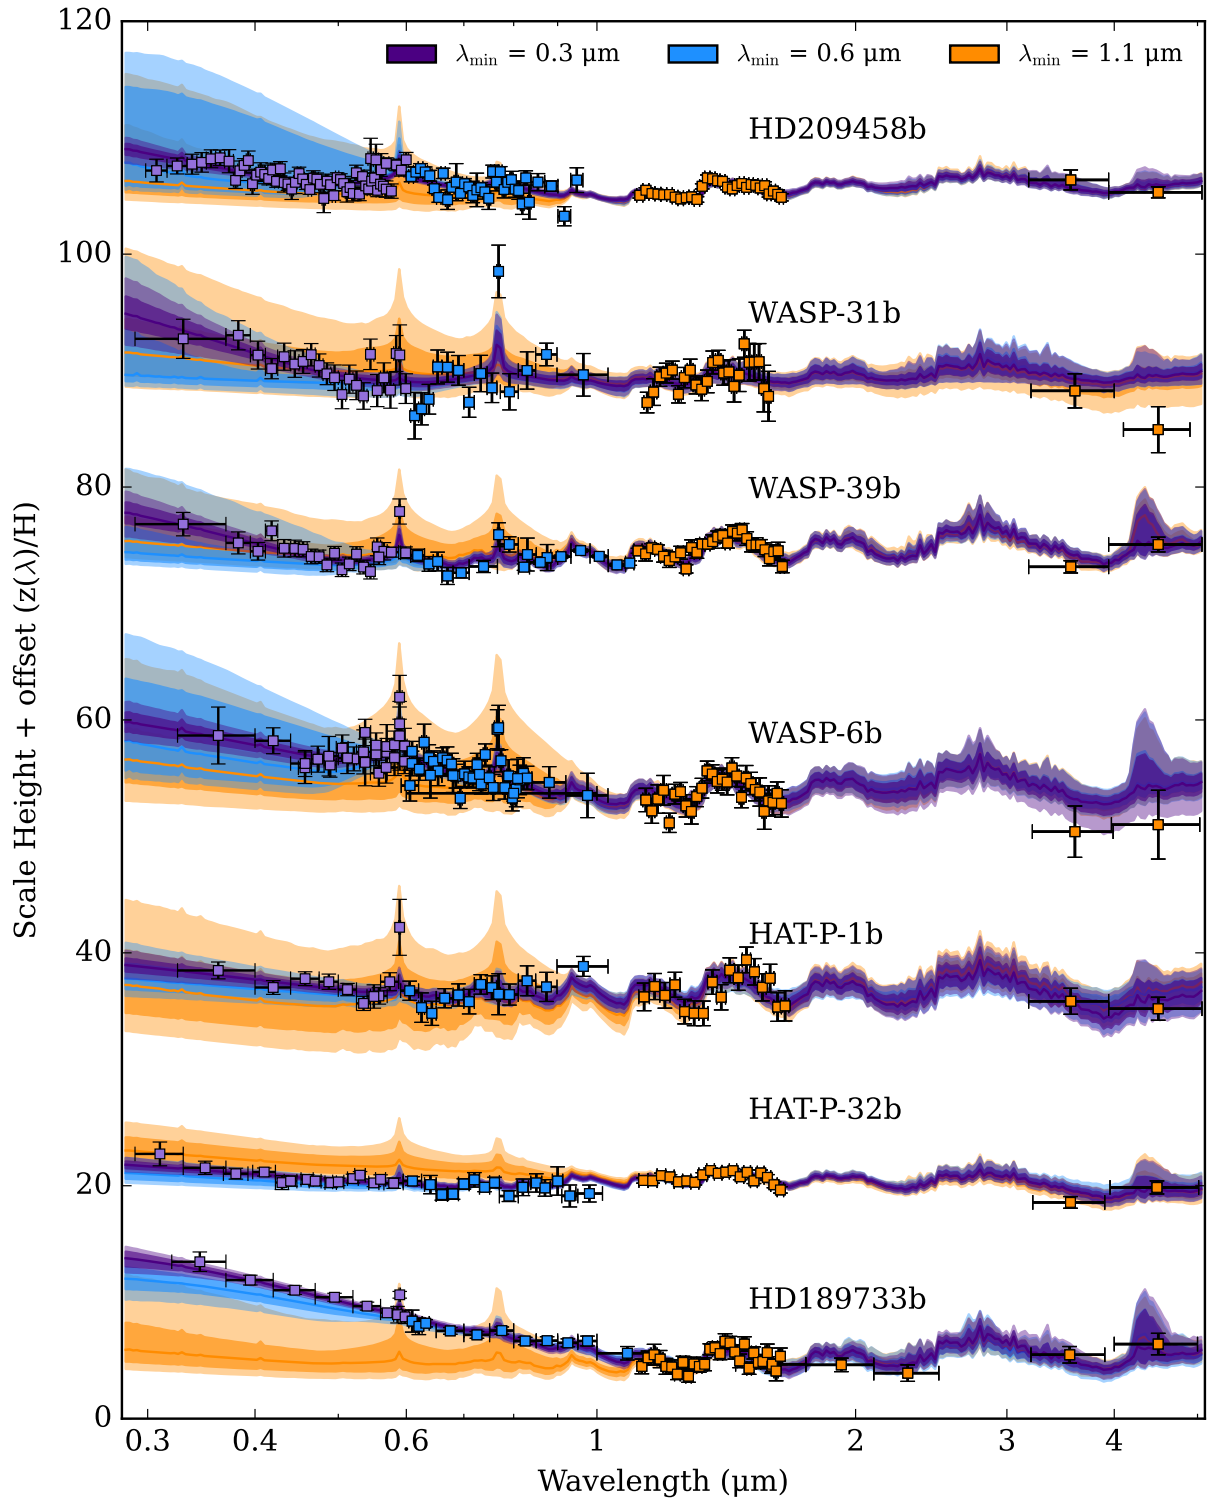 120
λmin = 0.3 µm
λmin = 0.6 µm
λmin = 1.1 µm
HD209458b
100
WASP-31b
80
WASP-39b
Scale Height + offset (z(λ)/H)
60
WASP-6b
40
HAT-P-1b
HAT-P-32b
20
HD189733b
0
0.3 0.4 0.6 1 2 3 4
Wavelength (µm)